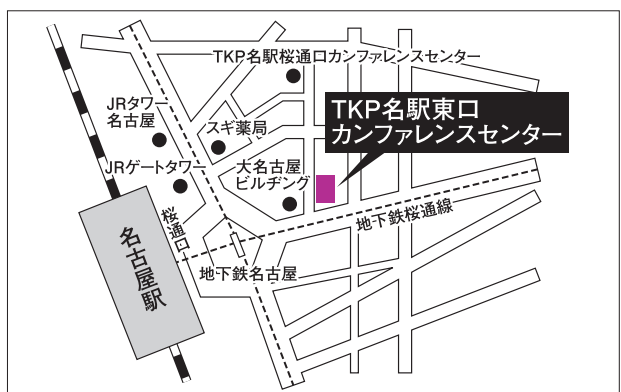 TKP名駅桜通口カンファレンスセンター
JRタワー
名古屋
スギ薬局
TKP名駅東口
カンファレンスセンター
JRゲートタワー
大名古屋
ビルヂング
桜通口
地下鉄桜通線
名古屋駅
地下鉄名古屋